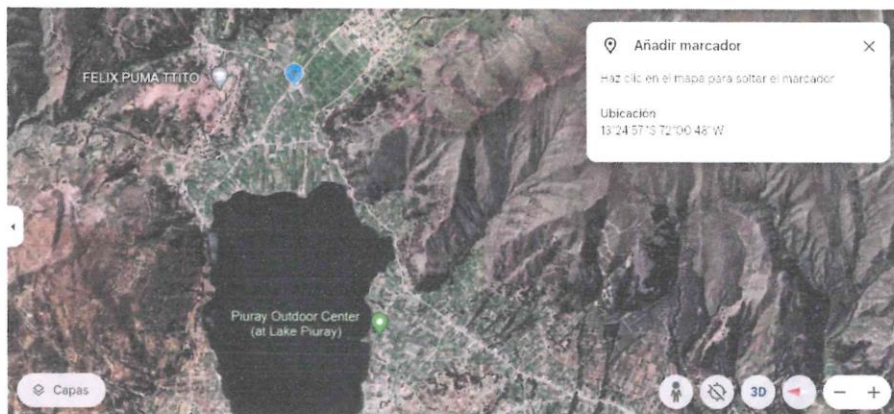 FELIX PUMA TTITO
Añadir marcador
Haz clic en el mapa para soltar el marcador
Ubicación
13°24'57"S 72°00'48"W
Piuray Outdoor Center
(at Lake Piuray)
Capas
3D